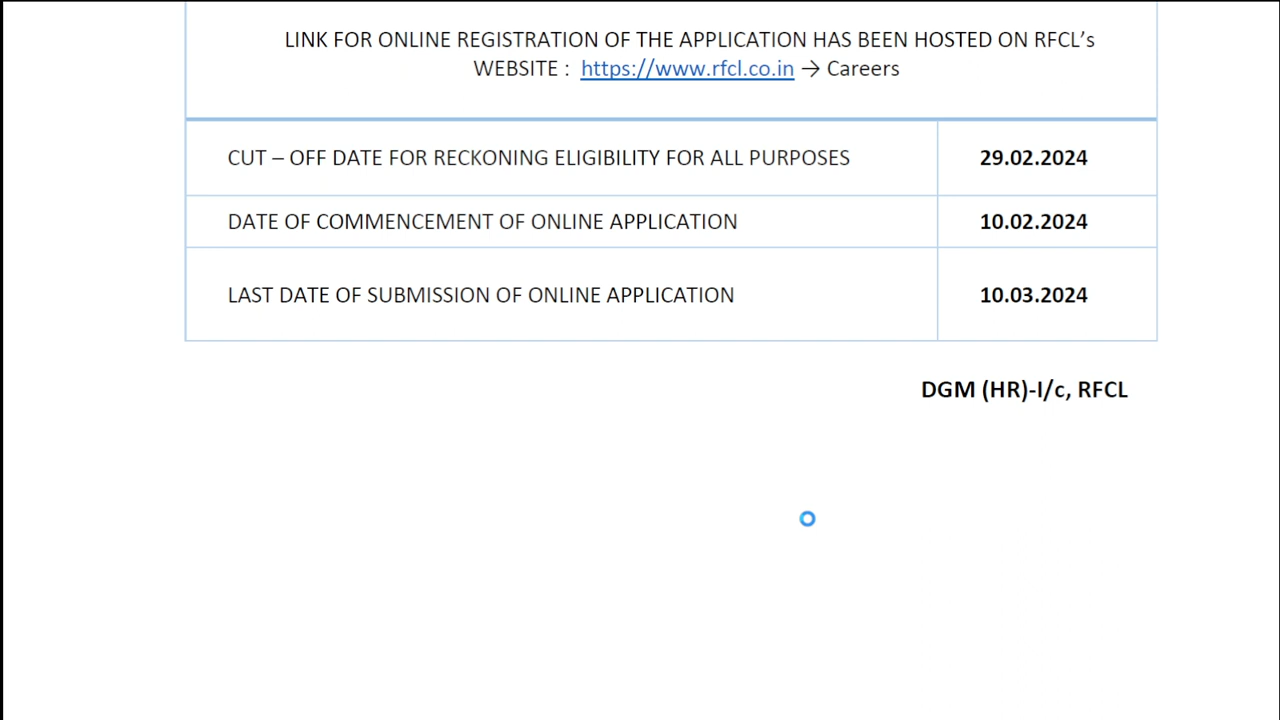 LINK FOR ONLINE REGISTRATION OF THE APPLICATION HAS BEEN HOSTED ON RFCL’s
WEBSITE : https://www.rfcl.co.in → Careers
CUT – OFF DATE FOR RECKONING ELIGIBILITY FOR ALL PURPOSES 29.02.2024
DATE OF COMMENCEMENT OF ONLINE APPLICATION 10.02.2024
LAST DATE OF SUBMISSION OF ONLINE APPLICATION 10.03.2024
DGM (HR)-I/c, RFCL